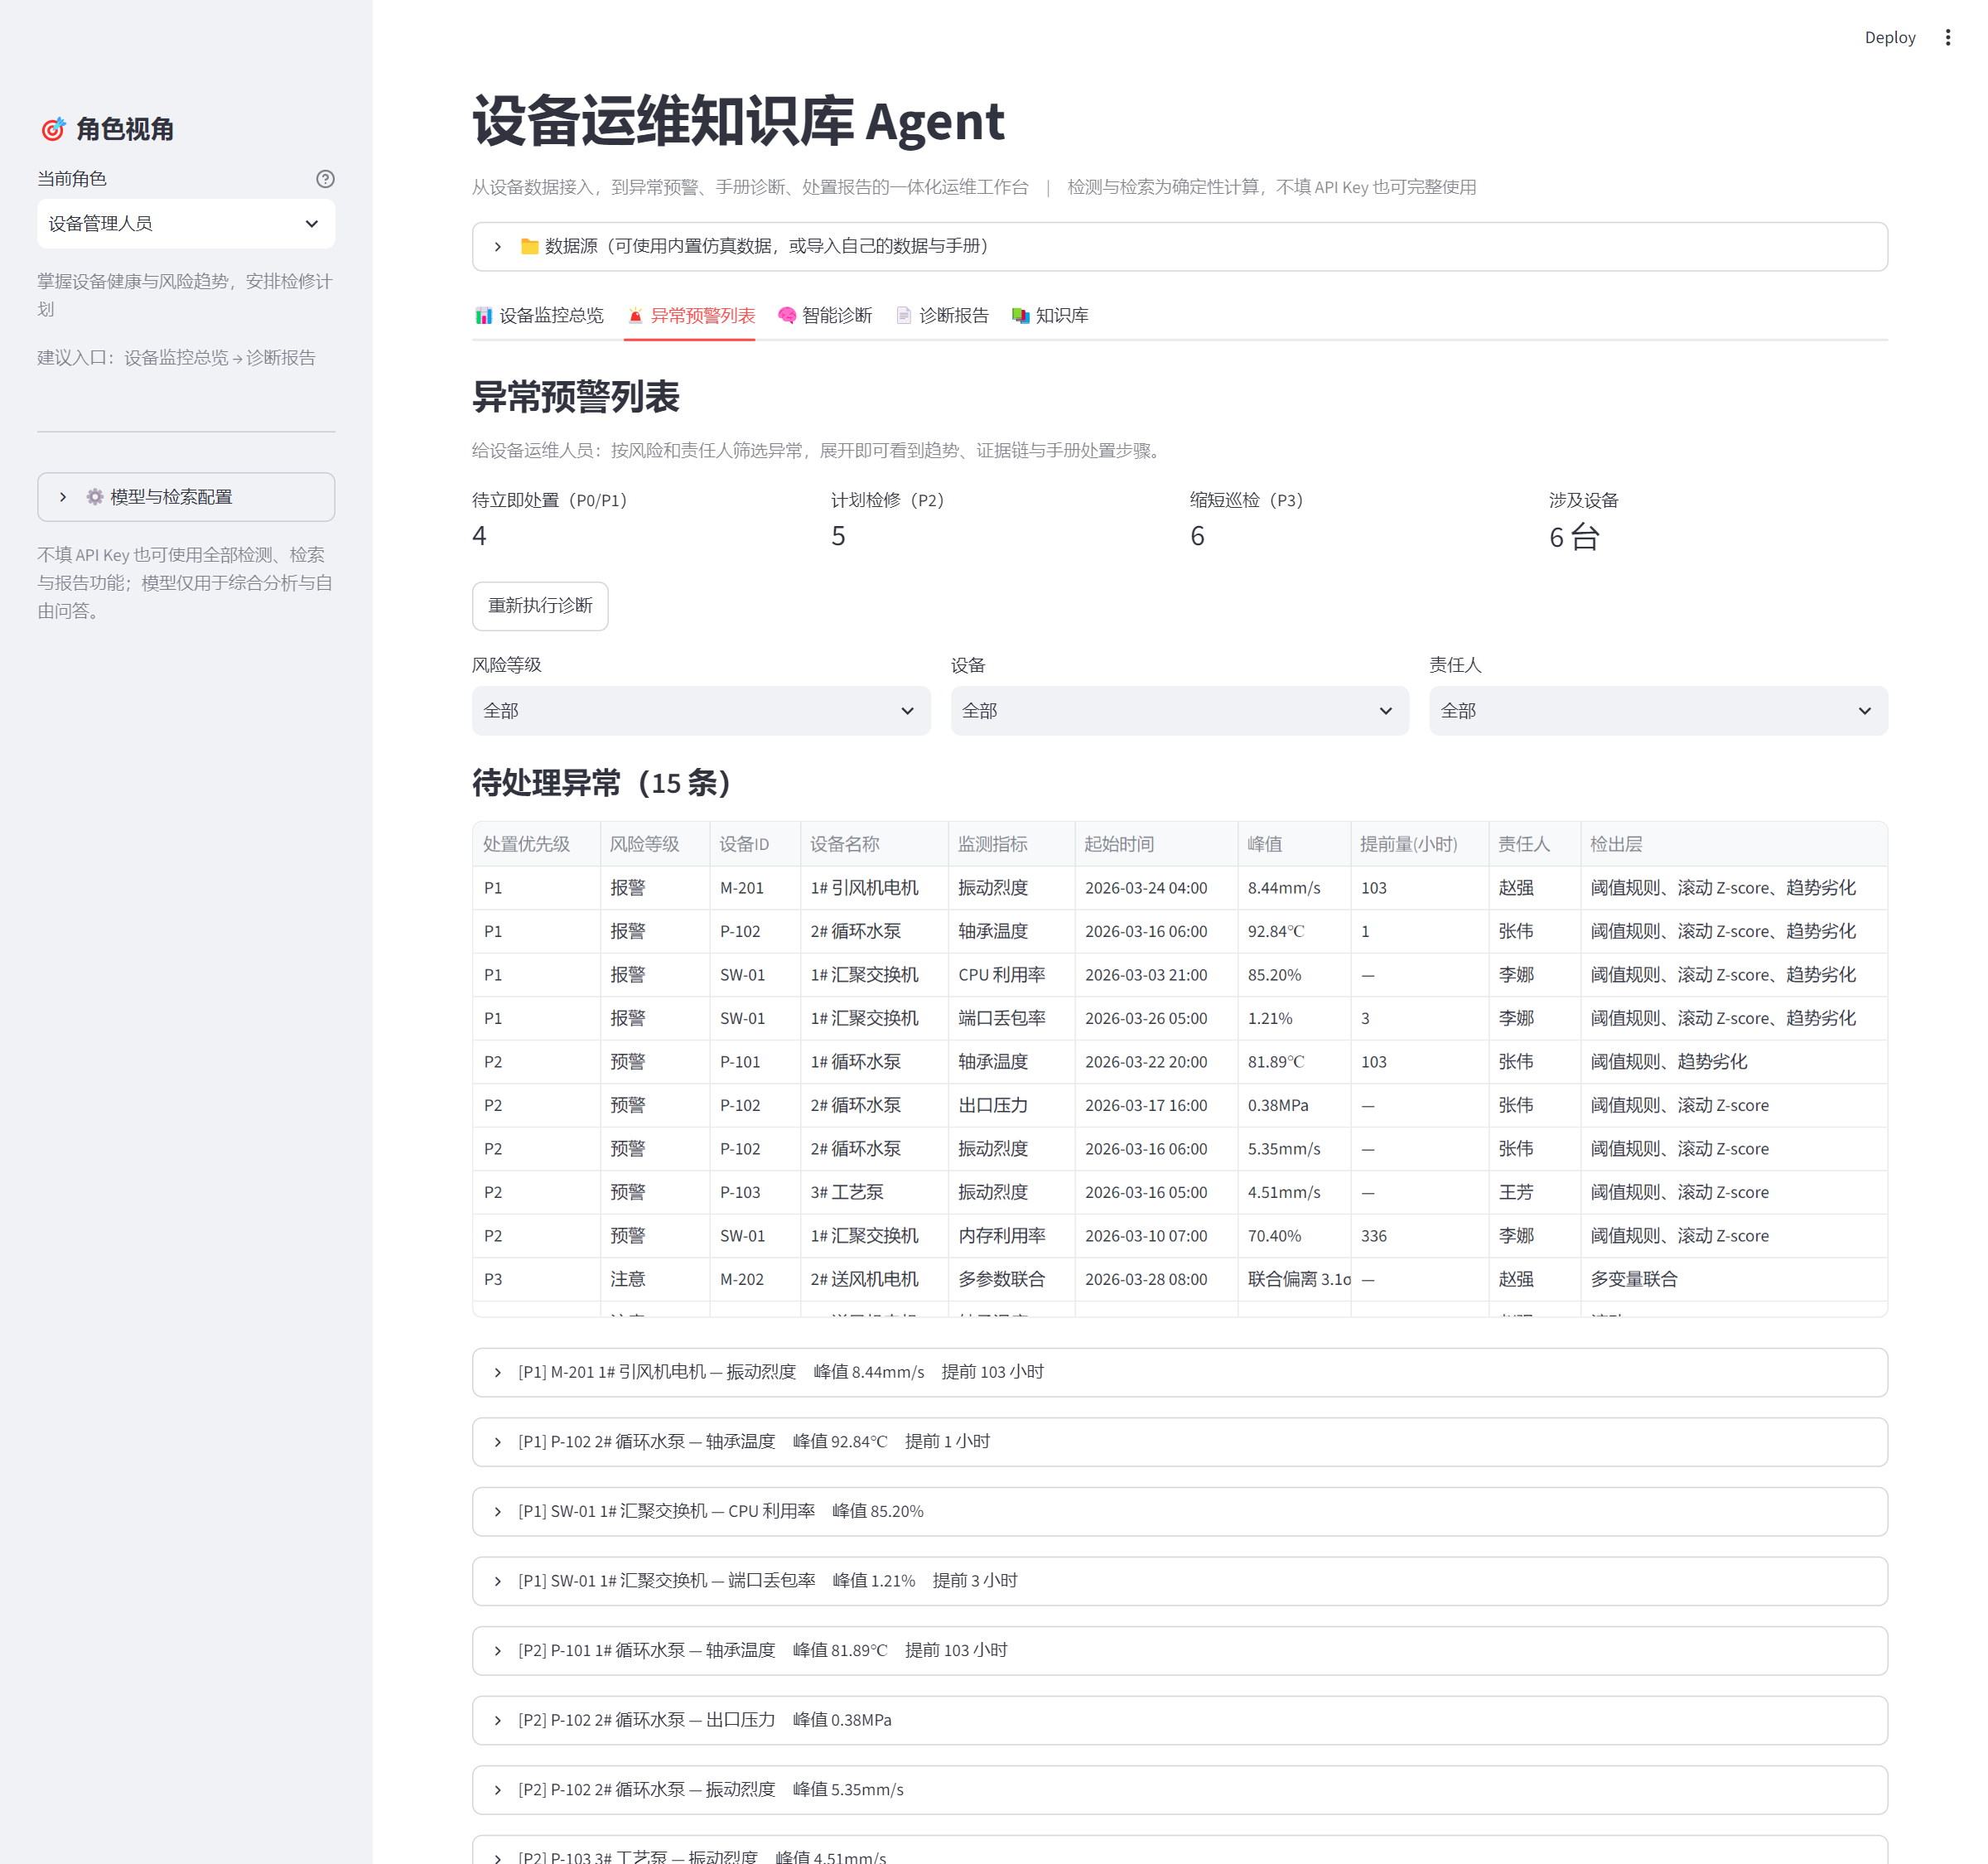 Deploy
🎯 角色视角
当前角色
设备管理人员
掌握设备健康与风险趋势，安排检修计
划
建议入口：设备监控总览 → 诊断报告
⚙️ 模型与检索配置
不填 API Key 也可使用全部检测、检索
与报告功能；模型仅用于综合分析与自
由问答。
设备运维知识库 Agent
从设备数据接入，到异常预警、手册诊断、处置报告的一体化运维工作台 ｜ 检测与检索为确定性计算，不填 API Key 也可完整使用
📁 数据源（可使用内置仿真数据，或导入自己的数据与手册）
📊 设备监控总览 🚨 异常预警列表 🧠 智能诊断 📄 诊断报告 📚 知识库
异常预警列表
给设备运维人员：按风险和责任人筛选异常，展开即可看到趋势、证据链与手册处置步骤。
待立即处置（P0/P1） 计划检修（P2） 缩短巡检（P3） 涉及设备
4 5 6 6 台
重新执行诊断
风险等级 设备 责任人
全部 全部 全部
待处理异常（15 条）
处置优先级 风险等级 设备ID 设备名称 监测指标 起始时间 峰值 提前量(小时) 责任人 检出层
P1 报警 M-201 1# 引风机电机 振动烈度 2026-03-24 04:00 8.44mm/s 103 赵强 阈值规则、滚动 Z-score、趋势劣化
P1 报警 P-102 2# 循环水泵 轴承温度 2026-03-16 06:00 92.84℃ 1 张伟 阈值规则、滚动 Z-score、趋势劣化
P1 报警 SW-01 1# 汇聚交换机 CPU 利用率 2026-03-03 21:00 85.20% — 李娜 阈值规则、滚动 Z-score、趋势劣化
P1 报警 SW-01 1# 汇聚交换机 端口丢包率 2026-03-26 05:00 1.21% 3 李娜 阈值规则、滚动 Z-score、趋势劣化
P2 预警 P-101 1# 循环水泵 轴承温度 2026-03-22 20:00 81.89℃ 103 张伟 阈值规则、趋势劣化
P2 预警 P-102 2# 循环水泵 出口压力 2026-03-17 16:00 0.38MPa — 张伟 阈值规则、滚动 Z-score
P2 预警 P-102 2# 循环水泵 振动烈度 2026-03-16 06:00 5.35mm/s — 张伟 阈值规则、滚动 Z-score
P2 预警 P-103 3# 工艺泵 振动烈度 2026-03-16 05:00 4.51mm/s — 王芳 阈值规则、滚动 Z-score
P2 预警 SW-01 1# 汇聚交换机 内存利用率 2026-03-10 07:00 70.40% 336 李娜 阈值规则、滚动 Z-score
P3 注意 M-202 2# 送风机电机 多参数联合 2026-03-28 08:00 联合偏离 3.1σ — 赵强 多变量联合
[P1] M-201 1# 引风机电机 — 振动烈度 峰值 8.44mm/s 提前 103 小时
[P1] P-102 2# 循环水泵 — 轴承温度 峰值 92.84℃ 提前 1 小时
[P1] SW-01 1# 汇聚交换机 — CPU 利用率 峰值 85.20%
[P1] SW-01 1# 汇聚交换机 — 端口丢包率 峰值 1.21% 提前 3 小时
[P2] P-101 1# 循环水泵 — 轴承温度 峰值 81.89℃ 提前 103 小时
[P2] P-102 2# 循环水泵 — 出口压力 峰值 0.38MPa
[P2] P-102 2# 循环水泵 — 振动烈度 峰值 5.35mm/s
[P2] P-103 3# 工艺泵 — 振动烈度 峰值 4.51mm/s